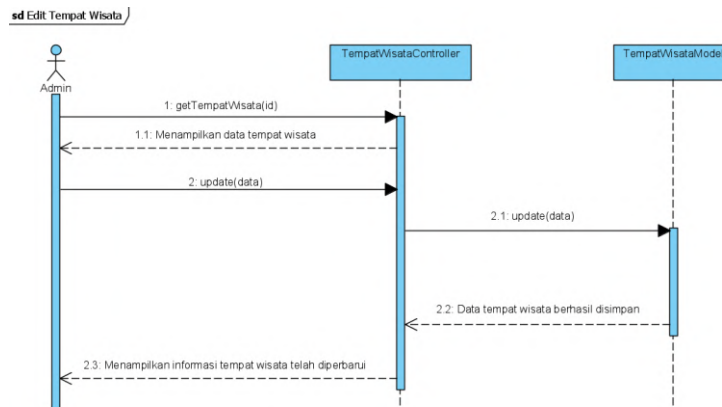 sd Edit Tempat Wisata
TempatWisataController
TempatWisataModel
Admin
1: getTempatWisata(id)
1.1: Menampilkan data tempat wisata
2: update(data)
2.1: update(data)
2.2: Data tempat wisata berhasil disimpan
2.3: Menampilkan informasi tempat wisata telah diperbarui